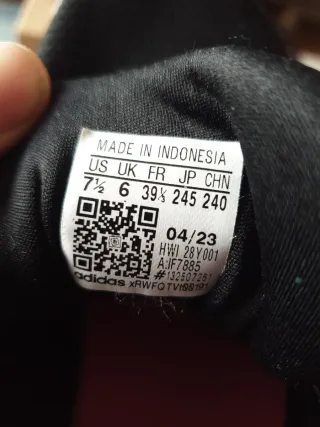 MADE IN INDONESIA
US UK FR JP CHN
7½ 6 39⅓ 245 240
04/23
HWI 28Y001
A:IF7885
adidas